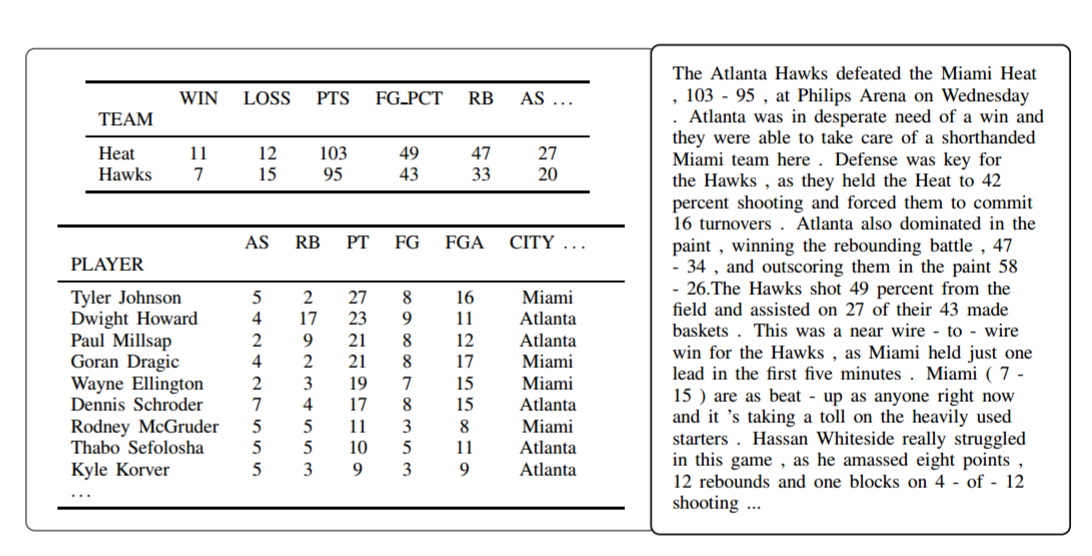 WIN LOSS PTS FG_PCT RB AS ...
TEAM
Heat 11 12 103 49 47 27
Hawks 7 15 95 43 33 20
AS RB PT FG FGA CITY ...
PLAYER
Tyler Johnson 5 2 27 8 16 Miami
Dwight Howard 4 17 23 9 11 Atlanta
Paul Millsap 2 9 21 8 12 Atlanta
Goran Dragic 4 2 21 8 17 Miami
Wayne Ellington 2 3 19 7 15 Miami
Dennis Schroder 7 4 17 8 15 Atlanta
Rodney McGruder 5 5 11 3 8 Miami
Thabo Sefolosha 5 5 10 5 11 Atlanta
Kyle Korver 5 3 9 3 9 Atlanta
...
The Atlanta Hawks defeated the Miami Heat
, 103 - 95 , at Philips Arena on Wednesday
. Atlanta was in desperate need of a win and
they were able to take care of a shorthanded
Miami team here . Defense was key for
the Hawks , as they held the Heat to 42
percent shooting and forced them to commit
16 turnovers . Atlanta also dominated in the
paint , winning the rebounding battle , 47
- 34 , and outscoring them in the paint 58
- 26.The Hawks shot 49 percent from the
field and assisted on 27 of their 43 made
baskets . This was a near wire - to - wire
win for the Hawks , as Miami held just one
lead in the first five minutes . Miami ( 7 -
15 ) are as beat - up as anyone right now
and it 's taking a toll on the heavily used
starters . Hassan Whiteside really struggled
in this game , as he amassed eight points ,
12 rebounds and one blocks on 4 - of - 12
shooting ...